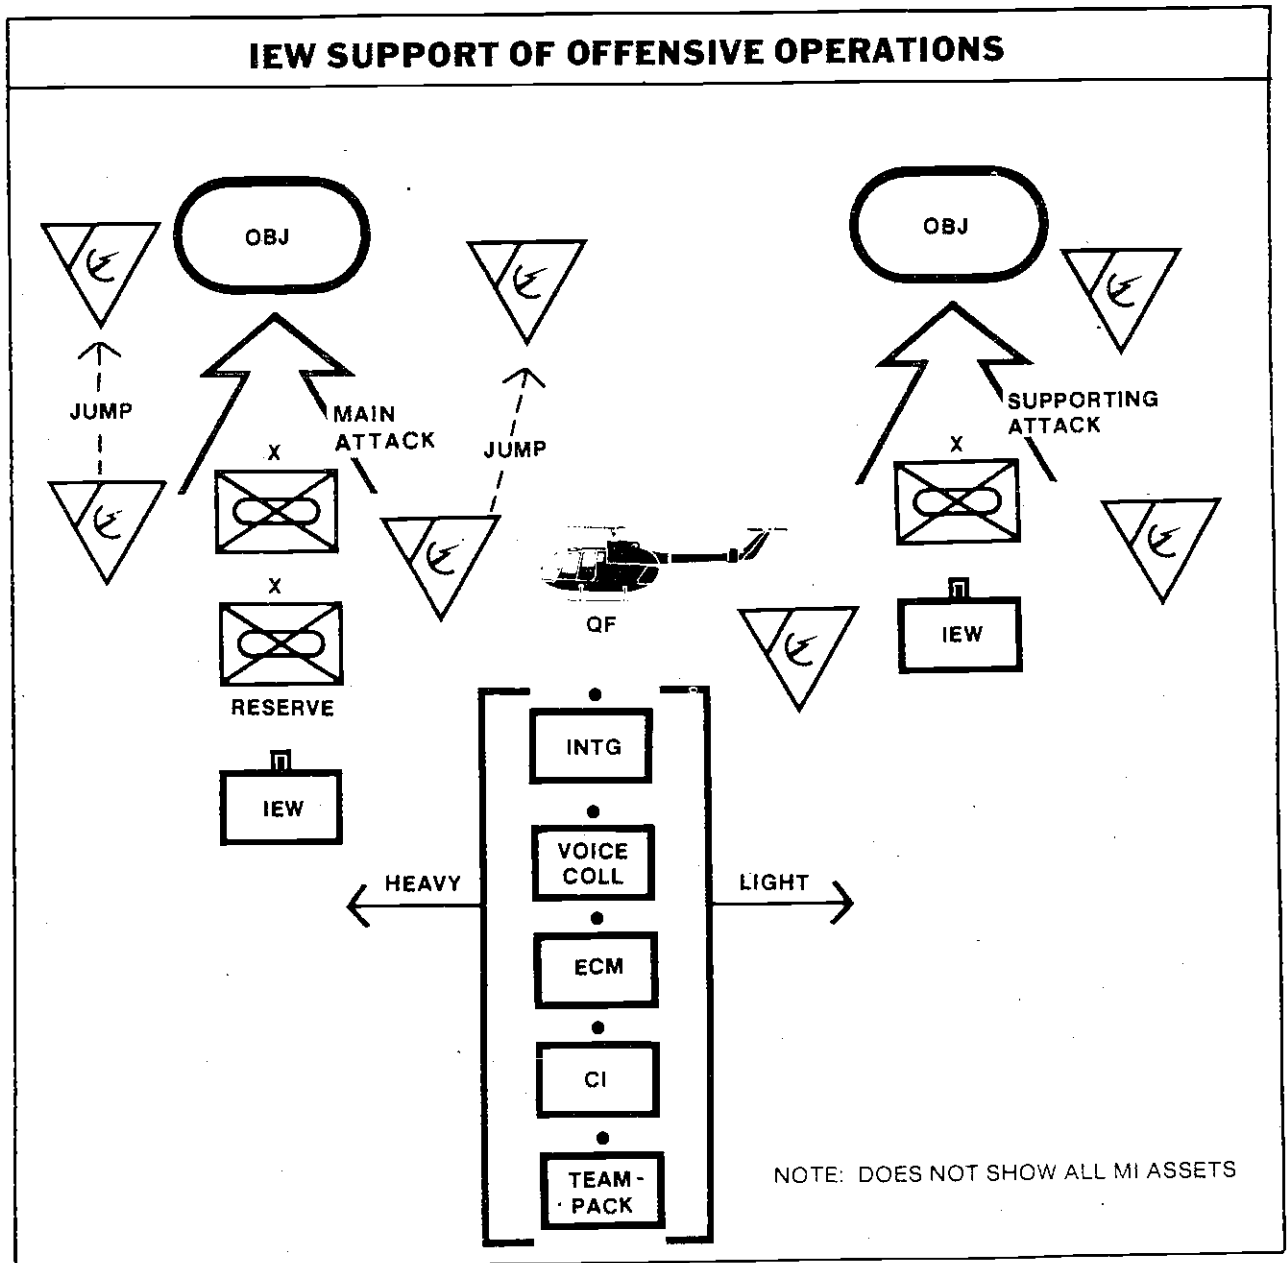 IEW SUPPORT OF OFFENSIVE OPERATIONS
OBJ
OBJ
JUMP
MAIN
ATTACK
JUMP
SUPPORTING
ATTACK
X
X
X
RESERVE
IEW
QF
IEW
INTG
VOICE
COLL
HEAVY
LIGHT
ECM
CI
TEAM-
PACK
NOTE: DOES NOT SHOW ALL MI ASSETS